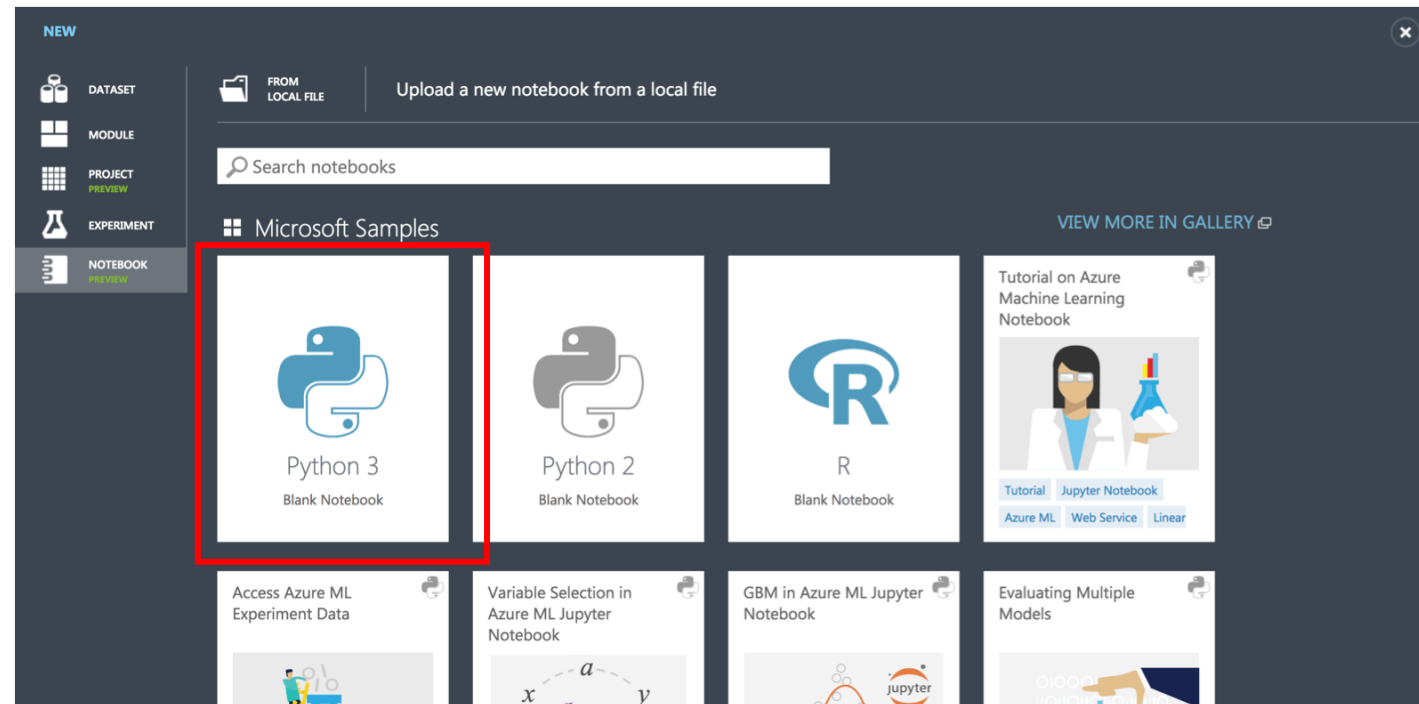 NEW
DATASET
MODULE
PROJECT
PREVIEW
EXPERIMENT
NOTEBOOK
PREVIEW
FROM
LOCAL FILE
Upload a new notebook from a local file
Search notebooks
Microsoft Samples
VIEW MORE IN GALLERY
Python 3
Blank Notebook
Python 2
Blank Notebook
R
R
Blank Notebook
Tutorial on Azure
Machine Learning
Notebook
Tutorial Jupyter Notebook
Azure ML Web Service Linear
Access Azure ML
Experiment Data
Variable Selection in
Azure ML Jupyter
Notebook
a
x y
GBM in Azure ML Jupyter
Notebook
jupyter
Evaluating Multiple
Models